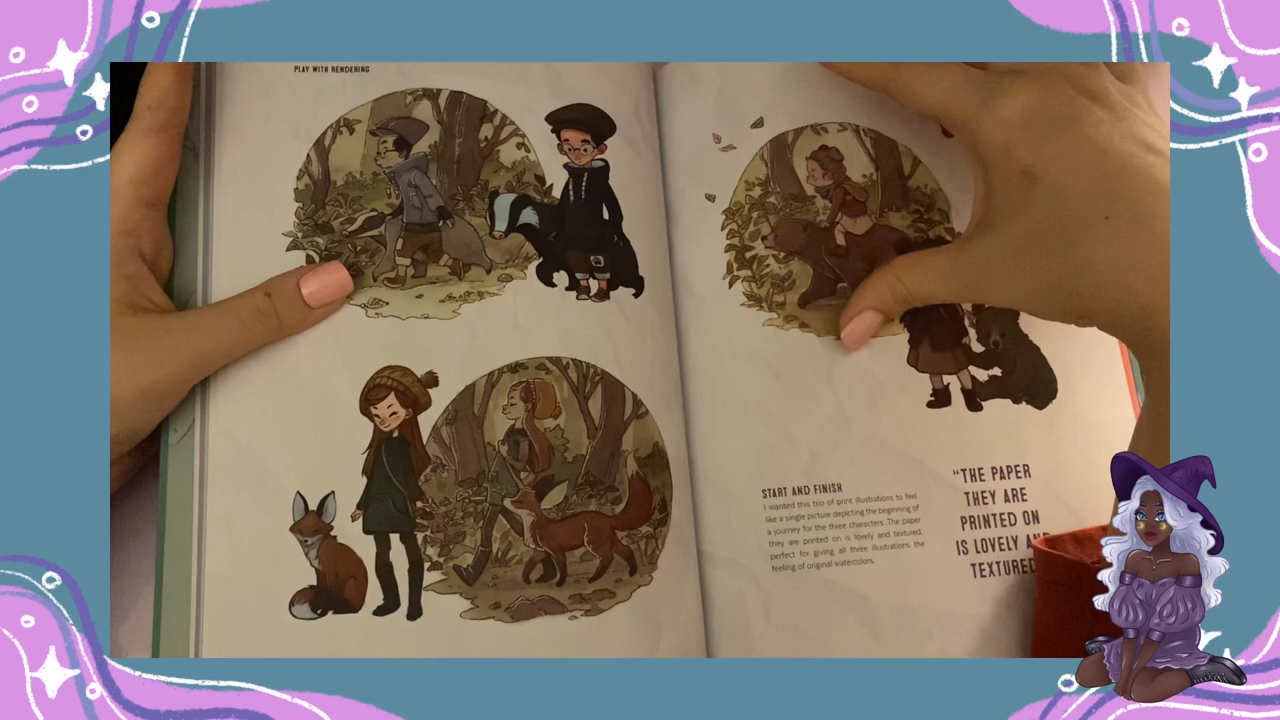 PLAY WITH RENDERING
START AND FINISH
I wanted this trio of print illustrations to feel
like a single picture depicting the beginning of
a journey for the three characters. The paper
they are printed on is lovely and textured,
perfect for giving all three illustrations the
feeling of original watercolors.
“THE PAPER
THEY ARE
PRINTED ON
IS LOVELY AND
TEXTURED